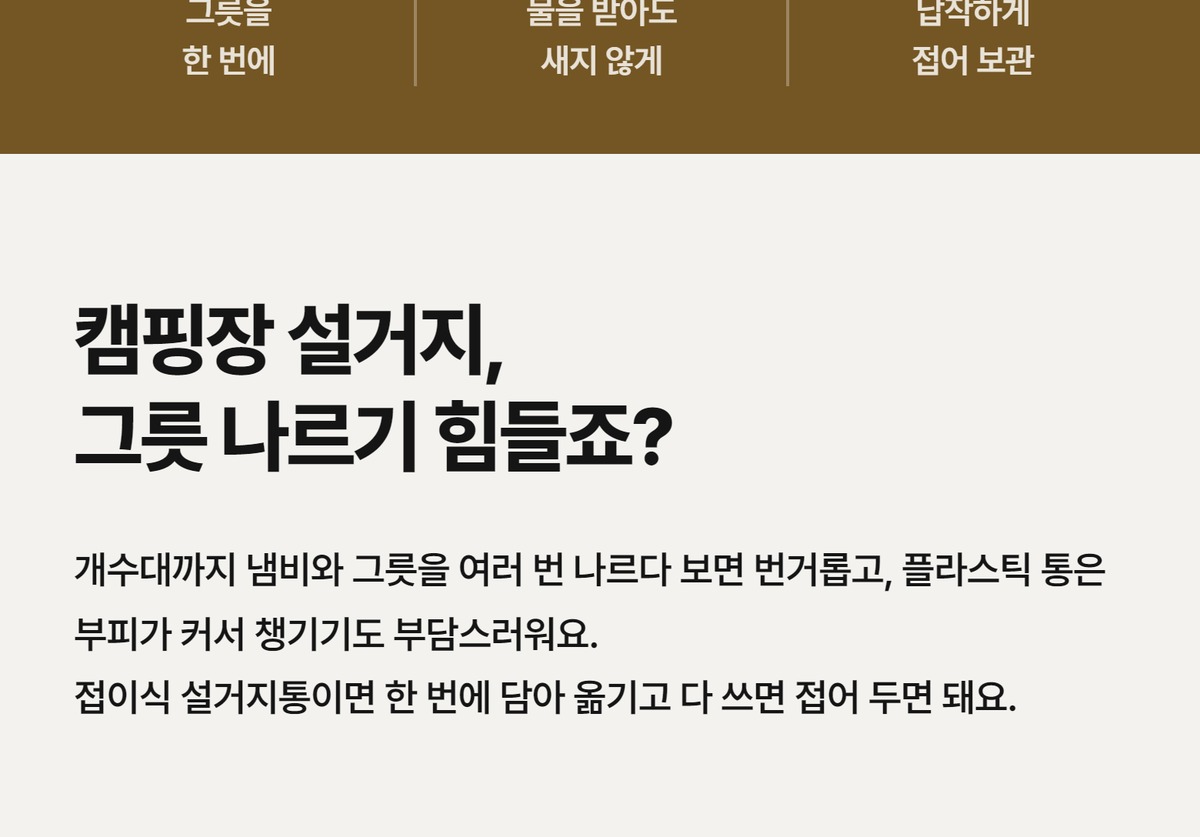 그릇을
한 번에
물을 받아도
새지 않게
납작하게
접어 보관
캠핑장 설거지,
그릇 나르기 힘들죠?
개수대까지 냄비와 그릇을 여러 번 나르다 보면 번거롭고, 플라스틱 통은
부피가 커서 챙기기도 부담스러워요.
접이식 설거지통이면 한 번에 담아 옮기고 다 쓰면 접어 두면 돼요.